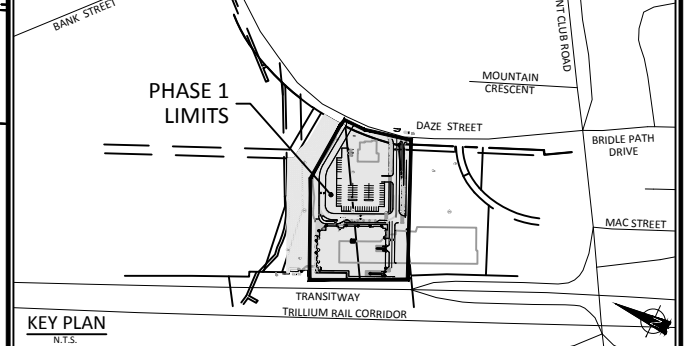 BANK STREET
NT CLUB ROAD
MOUNTAIN
CRESCENT
PHASE 1
LIMITS
DAZE STREET
BRIDLE PATH
DRIVE
MAC STREET
TRANSITWAY
TRILLIUM RAIL CORRIDOR
KEY PLAN
N.T.S.